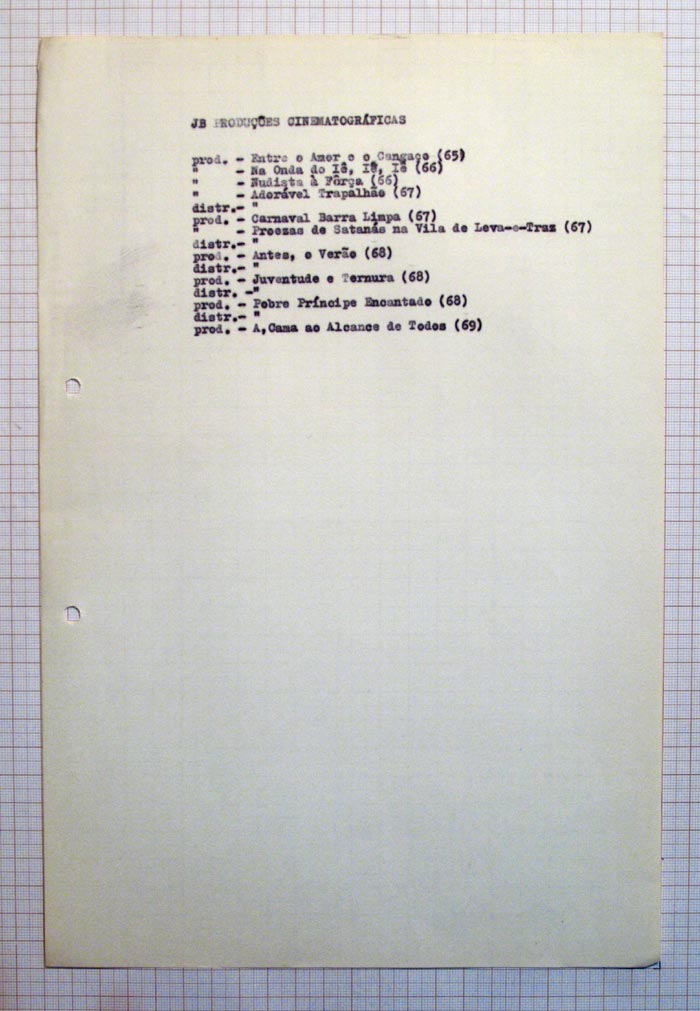 JB PRODUÇÕES CINEMATOGRÁFICAS
prod. - Entre o Amor e o Cangaço (65)
" - Na Onda do Iê, Iê, Iê (66)
" - Nudista à Fôrça (66)
" - Adorável Trapalhão (67)
distr.- "
prod. - Carnaval Barra Limpa (67)
" - Proezas de Satanás na Vila de Leva-e-Traz (67)
distr.- "
prod. - Antes, o Verão (68)
distr.- "
prod. - Juventude e Ternura (68)
distr. -"
prod. - Pobre Príncipe Encantado (68)
distr.- "
prod. - A,Cama ao Alcance de Todos (69)